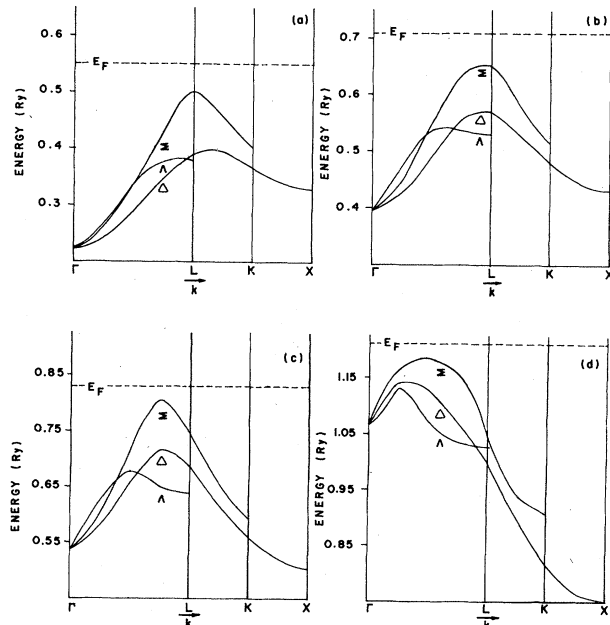 (a)
0.6
E_F
0.5
0.4
0.3
ENERGY (Ry)
M
Λ
Δ
Γ L K X
k
(b)
0.7
E_F
0.6
0.5
0.4
ENERGY (Ry)
M
Δ
Λ
Γ L K X
k
(c)
0.85
E_F
0.75
0.65
0.55
ENERGY (Ry)
M
Δ
Λ
Γ L K X
k
(d)
E_F
1.15
1.05
0.95
0.85
ENERGY (Ry)
M
Δ
Λ
Γ L K X
k